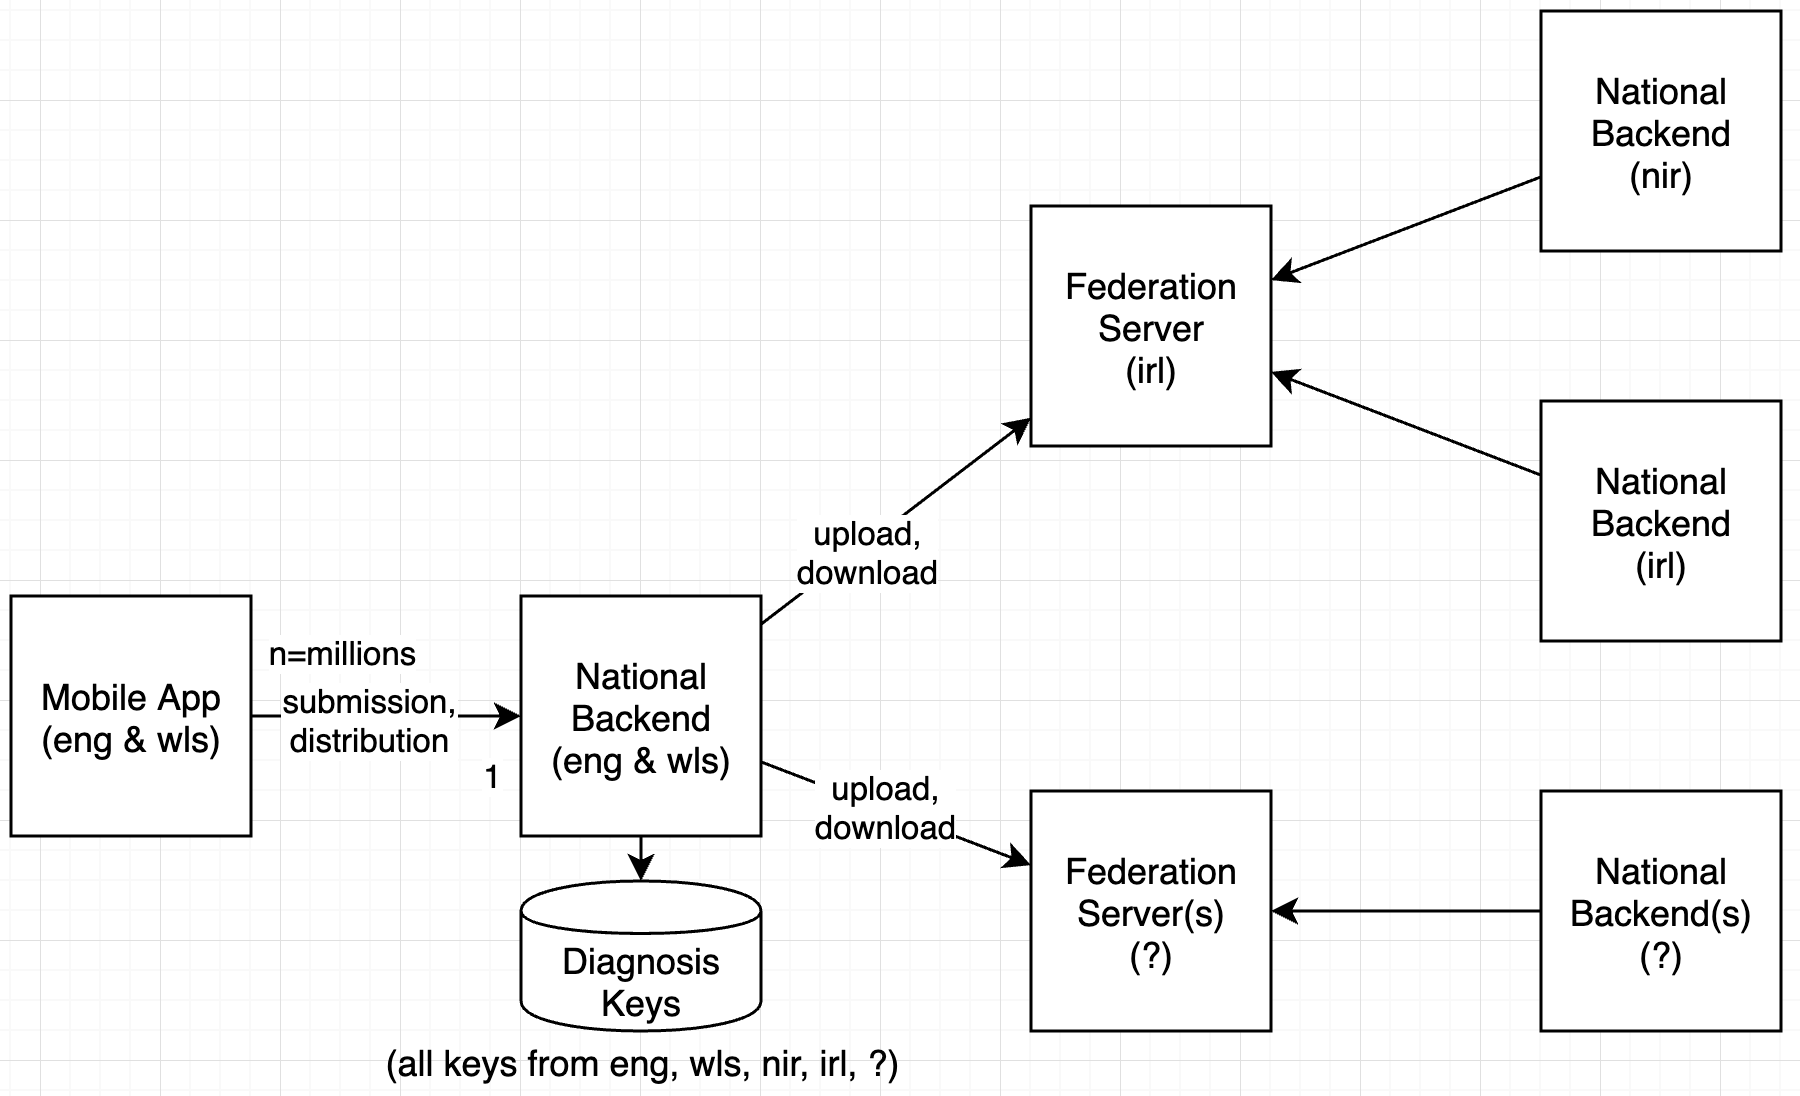 National
Backend
(nir)
Federation
Server
(irl)
National
Backend
(irl)
upload,
download
Mobile App
(eng & wls)
n=millions
submission,
distribution
1
National
Backend
(eng & wls)
upload,
download
Federation
Server(s)
(?)
National
Backend(s)
(?)
Diagnosis
Keys
(all keys from eng, wls, nir, irl, ?)